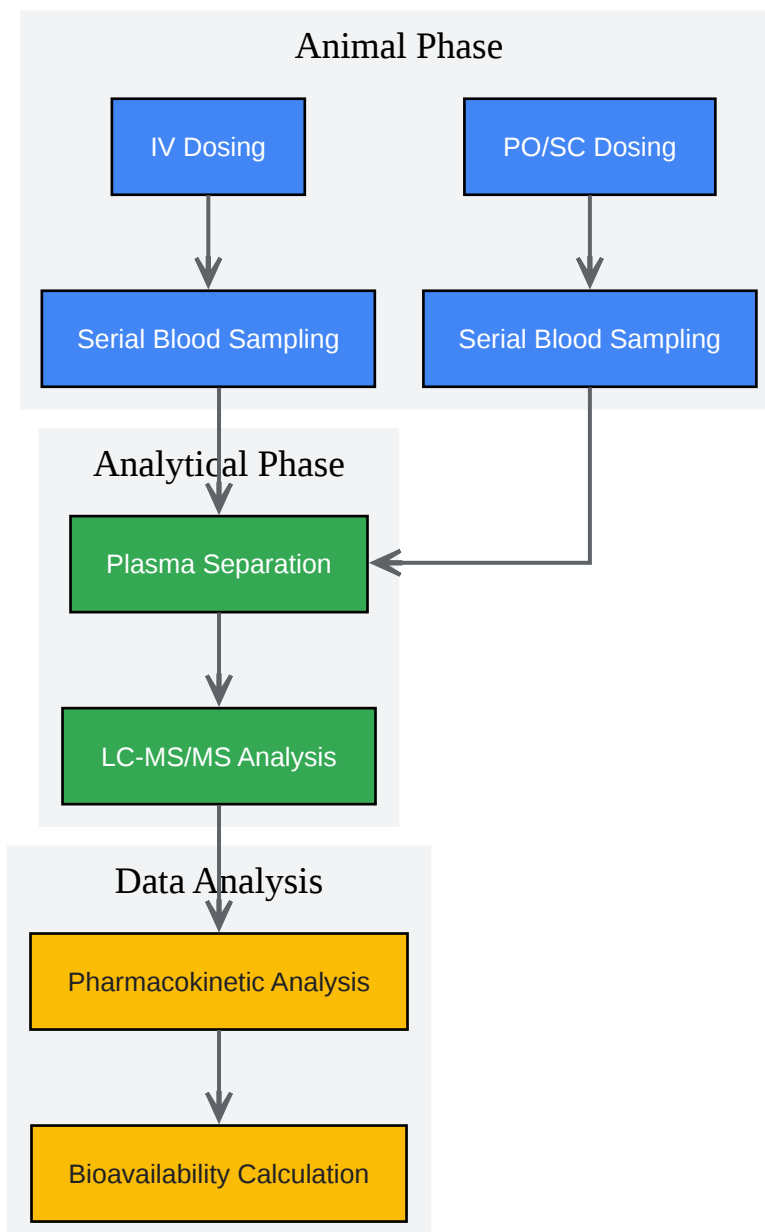 Animal Phase
IV Dosing
PO/SC Dosing
Serial Blood Sampling
Serial Blood Sampling
Analytical Phase
Plasma Separation
LC-MS/MS Analysis
Data Analysis
Pharmacokinetic Analysis
Bioavailability Calculation